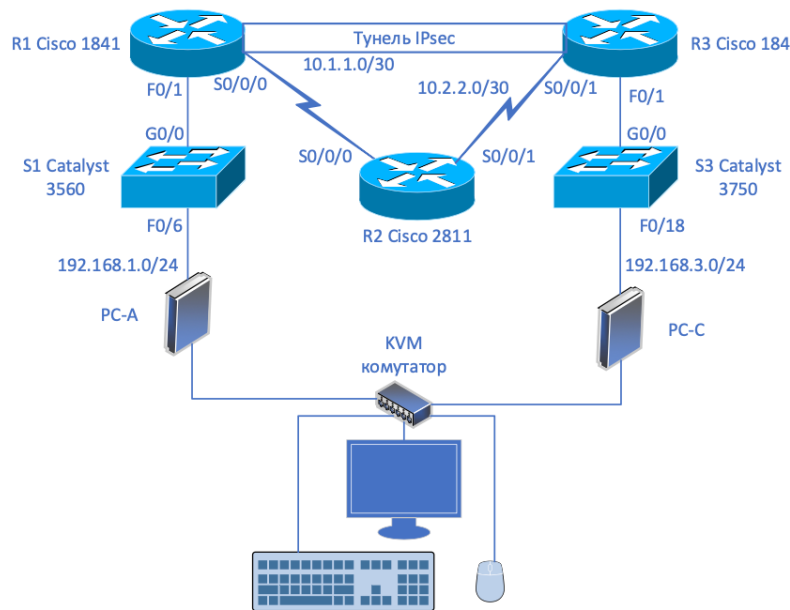 R1 Cisco 1841
Тунель IPsec
R3 Cisco 184
10.1.1.0/30
F0/1
S0/0/0
10.2.2.0/30
S0/0/1
F0/1
G0/0
G0/0
S1 Catalyst
3560
S0/0/0
S0/0/1
S3 Catalyst
3750
F0/6
R2 Cisco 2811
F0/18
192.168.1.0/24
192.168.3.0/24
PC-A
PC-C
KVM
комутатор